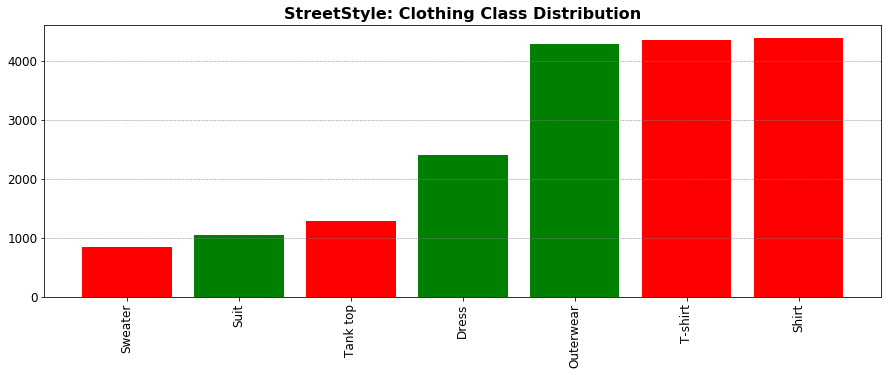 StreetStyle: Clothing Class Distribution
4000
3000
2000
1000
0
Sweater
Suit
Tank top
Dress
Outerwear
T-shirt
Shirt